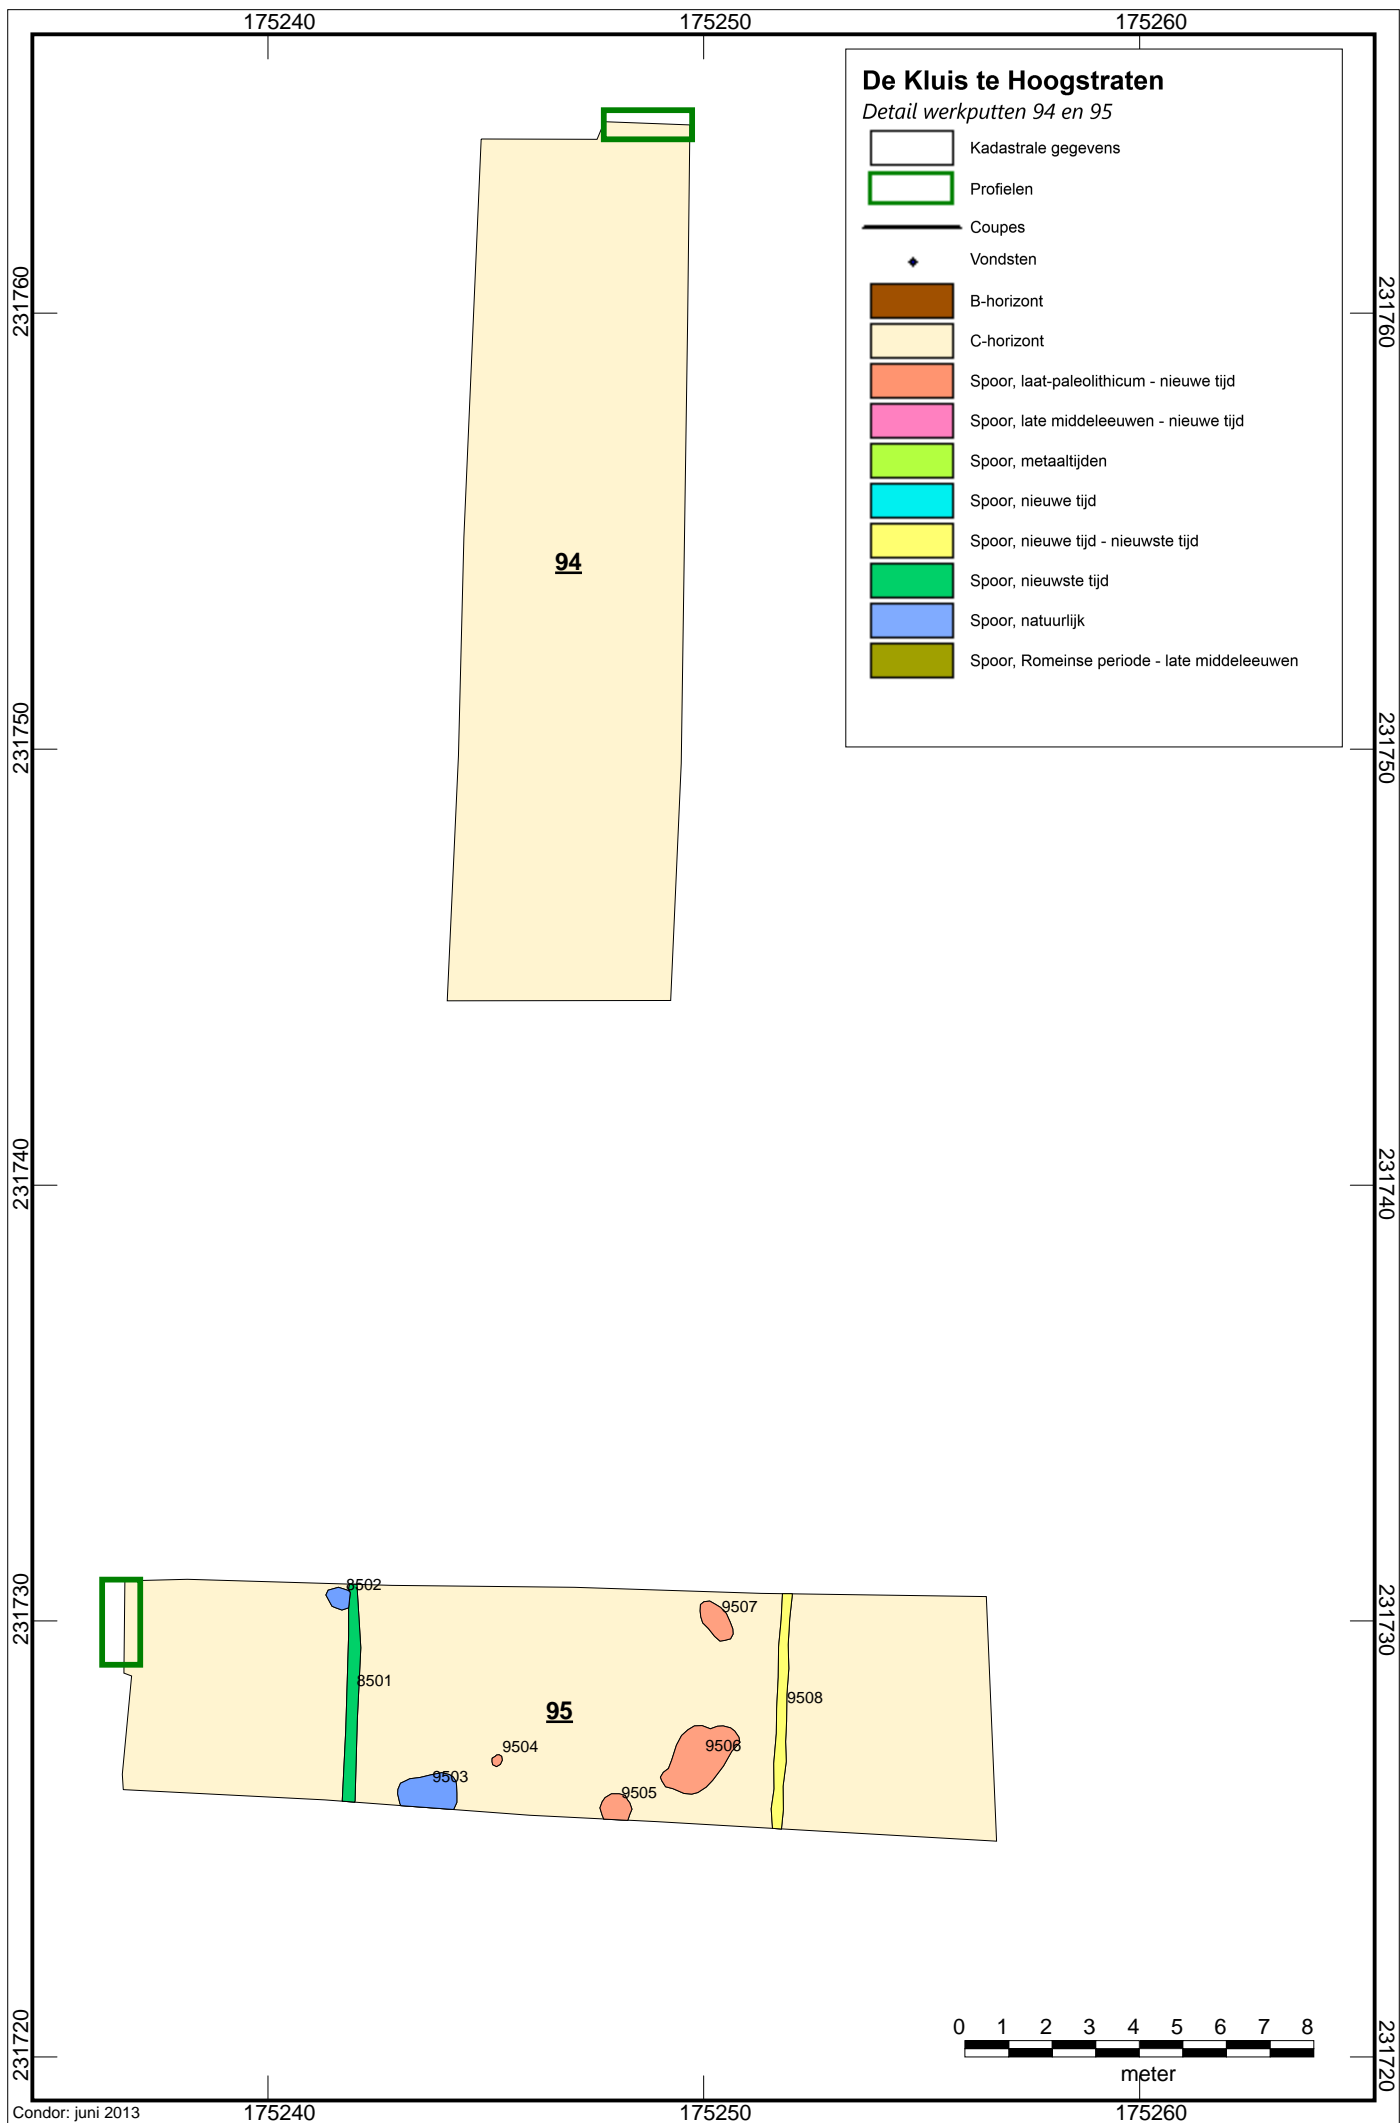 175240
175250
175260
De Kluis te Hoogstraten
Detail werkputten 94 en 95
Kadastrale gegevens
Profielen
Coupes
Vondsten
B-horizont
C-horizont
Spoor, laat-paleolithicum - nieuwe tijd
Spoor, late middeleeuwen - nieuwe tijd
Spoor, metaaltijden
Spoor, nieuwe tijd
Spoor, nieuwe tijd - nieuwste tijd
Spoor, nieuwste tijd
Spoor, natuurlijk
Spoor, Romeinse periode - late middeleeuwen
231760
231760
94
231750
231750
231740
231740
231730
231730
8502
9507
8501
9508
95
9504
9506
9503
9505
231720
231720
0 1 2 3 4 5 6 7 8
meter
Condor: juni 2013
175240
175250
175260